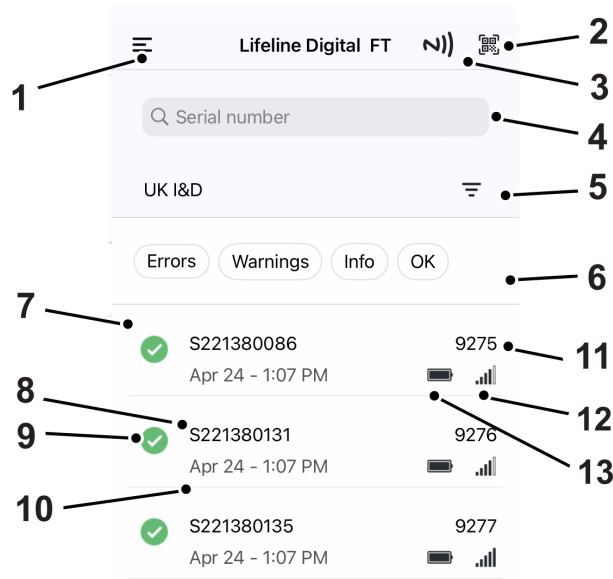 Lifeline Digital FT
2
1
3
Serial number
4
UK I&D
5
Errors Warnings Info OK
6
7
S221380086 9275
11
Apr 24 - 1:07 PM
8
12
9
S221380131 9276
Apr 24 - 1:07 PM
13
10
S221380135 9277
Apr 24 - 1:07 PM